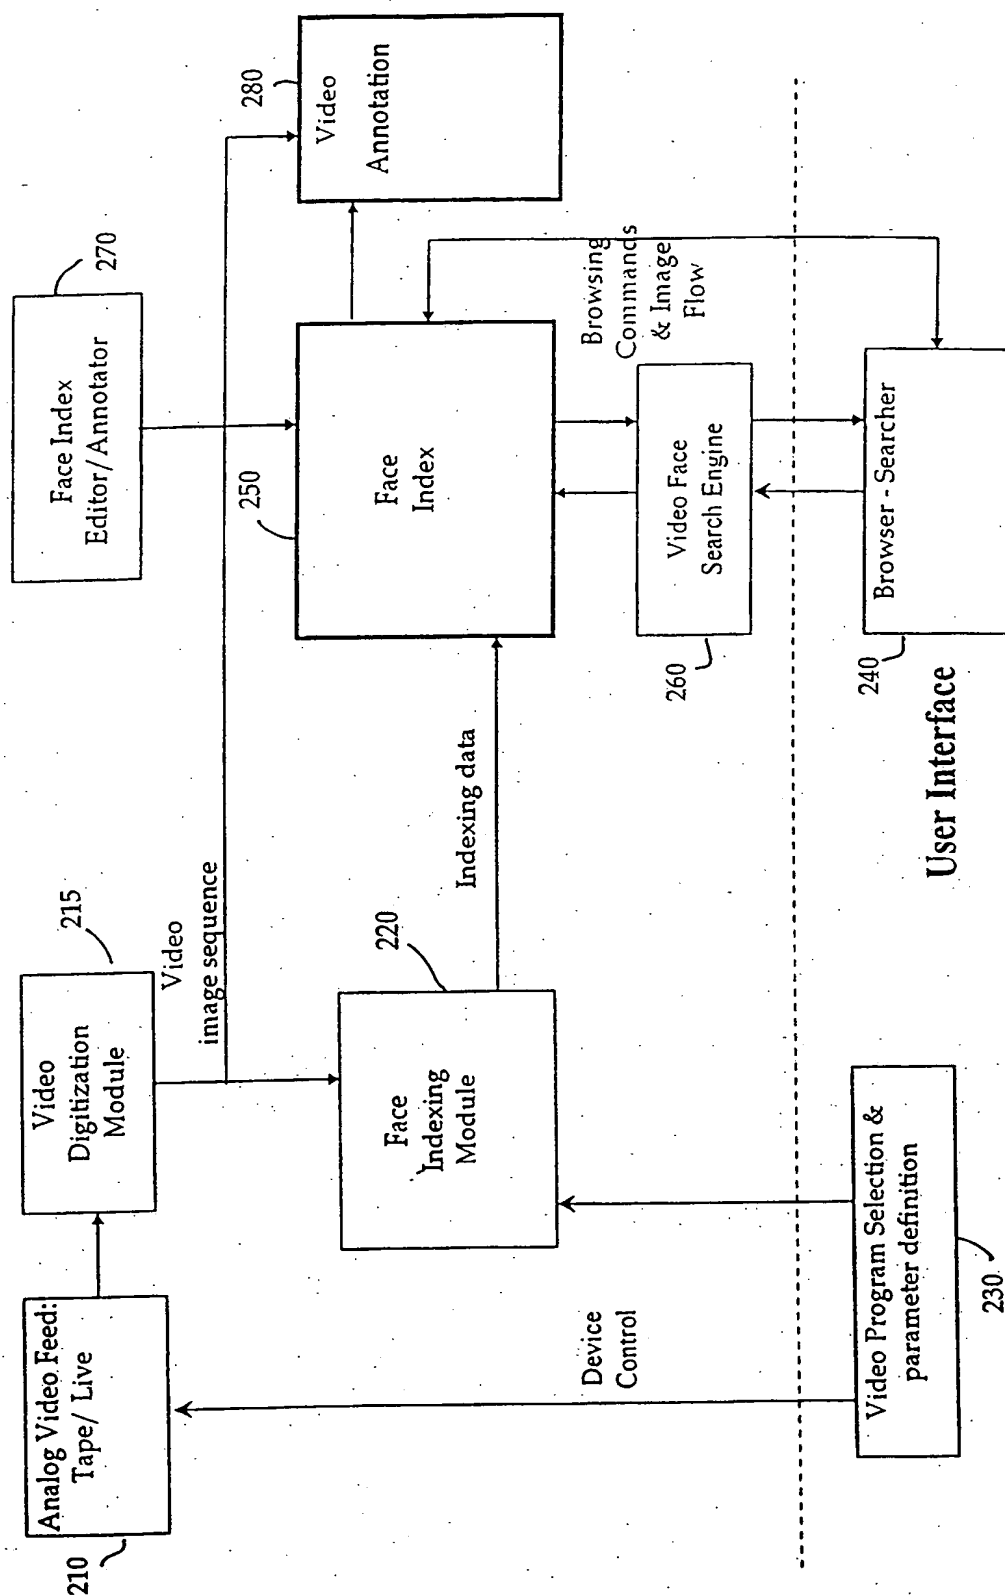 210
Analog Video Feed:
Tape/ Live
215
Video
Digitization
Module
Video
image sequence
270
Face Index
Editor/Annotator
280
Video
Annotation
220
Face
Indexing
Module
Indexing data
250
Face
Index
Browsing
Commands
& Image
Flow
Device
Control
260
Video Face
Search Engine
230
Video Program Selection &
parameter definition
User Interface
240
Browser - Searcher